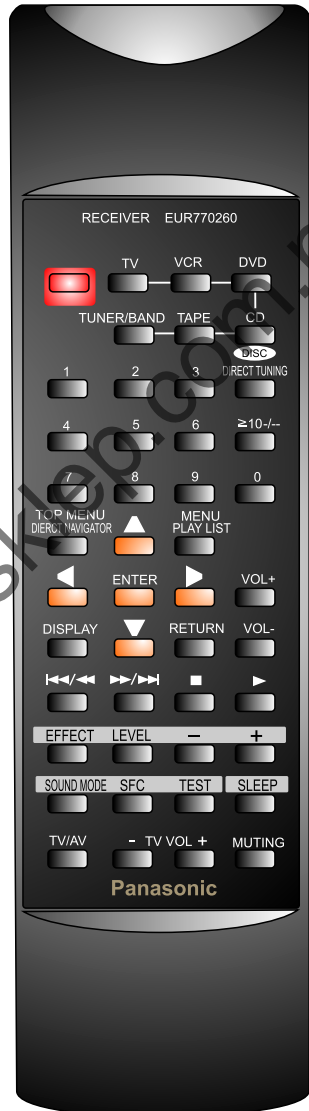 RECEIVER EUR770260
TV VCR DVD
TUNER/BAND TAPE CD
DISC
1 2 3 DIRECT TUNING
4 5 6 ≥10-/--
7 8 9 0
TOP MENU MENU
DIERCT NAVIGATOR PLAY LIST
ENTER VOL+
DISPLAY RETURN VOL-
EFFECT LEVEL - +
SOUND MODE SFC TEST SLEEP
TV/AV - TV VOL + MUTING
Panasonic